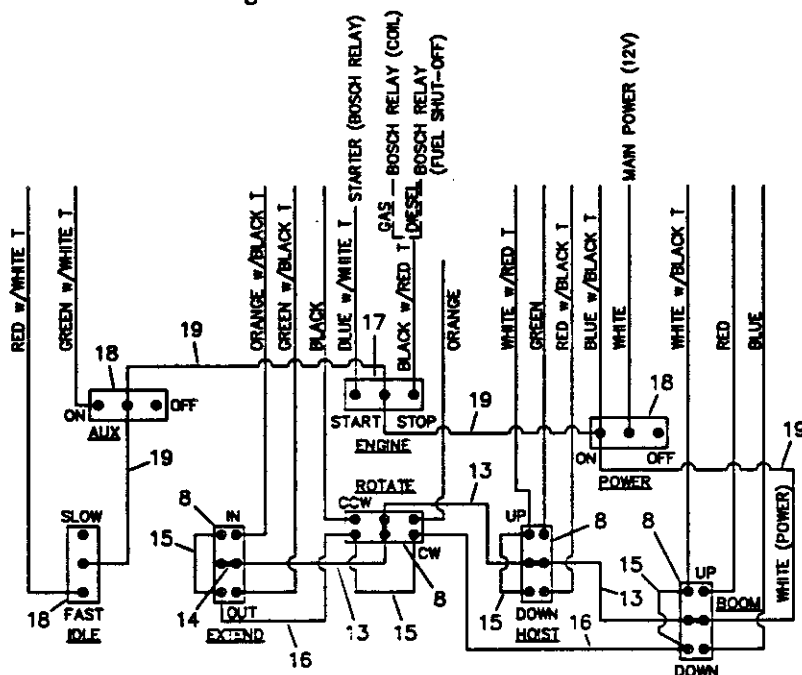 g
RED w/WHITE T
GREEN w/WHITE T
ORANGE w/BLACK T
GREEN w/BLACK T
BLACK
BLUE w/WHITE T
STARTER (BOSCH RELAY)
GAS
BOSCH RELAY (COIL)
DIESEL
BOSCH RELAY
(FUEL SHUT-OFF)
BLACK w/RED T
ORANGE
WHITE w/RED T
GREEN
RED w/BLACK T
BLUE w/BLACK T
WHITE
MAIN POWER (12V)
WHITE w/BLACK T
RED
BLUE
18
19
17
ON
OFF
AUX
START
STOP
ENGINE
19
18
ON
OFF
POWER
19
19
13
ROTATE
CCW
CW
SLOW
FAST
IDLE
18
8
IN
15
14
OUT
EXTEND
16
13
15
8
UP
8
15
DOWN
HOIST
13
16
8
15
UP
BOOM
DOWN
WHITE (POWER)